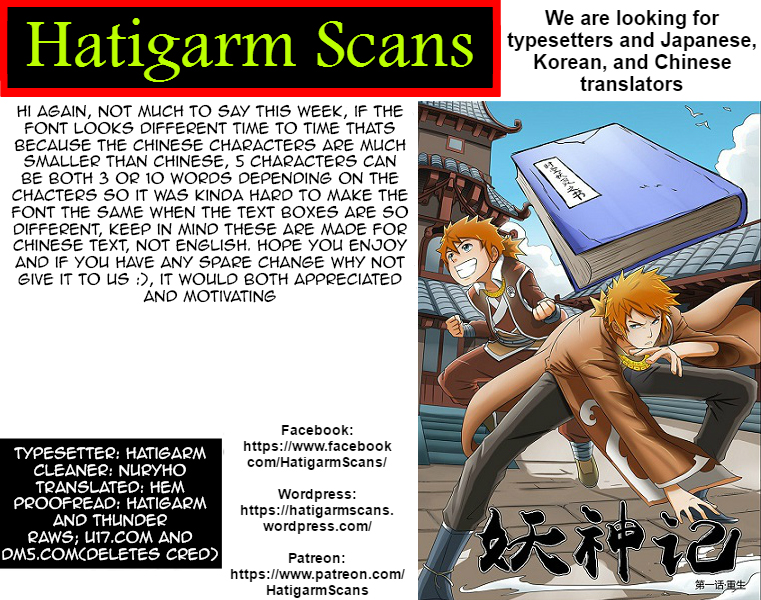 Hatigarm Scans
We are looking for
typesetters and Japanese,
Korean, and Chinese
translators
HI AGAIN, NOT MUCH TO SAY THIS WEEK, IF THE
FONT LOOKS DIFFERENT TIME TO TIME THATS
BECAUSE THE CHINESE CHARACTERS ARE MUCH
SMALLER THAN CHINESE, 5 CHARACTERS CAN
BE BOTH 3 OR 10 WORDS DEPENDING ON THE
CHACTERS SO IT WAS KINDA HARD TO MAKE THE
FONT THE SAME WHEN THE TEXT BOXES ARE SO
DIFFERENT, KEEP IN MIND THESE ARE MADE FOR
CHINESE TEXT, NOT ENGLISH. HOPE YOU ENJOY
AND IF YOU HAVE ANY SPARE CHANGE WHY NOT
GIVE IT TO US :), IT WOULD BOTH APPRECIATED
AND MOTIVATING
TYPESETTER: HATIGARM
CLEANER: NURYHO
TRANSLATED: HEM
PROOFREAD: HATIGARM
AND THUNDER
RAWS; U17.COM AND
DM5.COM(DELETES CRED)
Facebook:
https://www.facebook
com/HatigarmScans/
Wordpress:
https://hatigarmscans.
wordpress.com/
Patreon:
https://www.patreon.com/
HatigarmScans
妖神记
第一话·重生